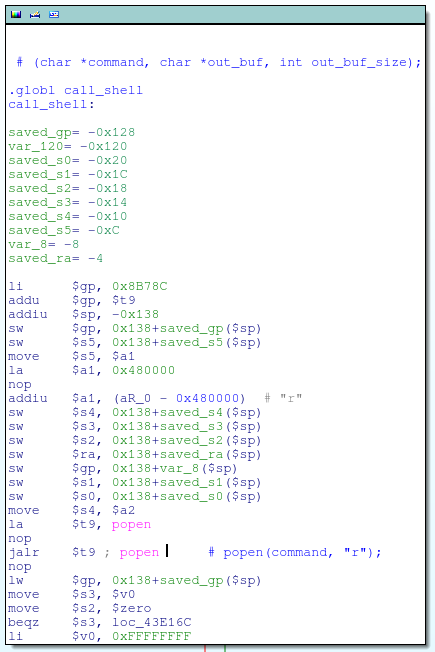 # (char *command, char *out_buf, int out_buf_size);
.globl call_shell
call_shell:
saved_gp= -0x128
var_120= -0x120
saved_s0= -0x20
saved_s1= -0x1C
saved_s2= -0x18
saved_s3= -0x14
saved_s4= -0x10
saved_s5= -0xC
var_8= -8
saved_ra= -4
li $gp, 0x8B78C
addu $gp, $t9
addiu $sp, -0x138
sw $gp, 0x138+saved_gp($sp)
sw $s5, 0x138+saved_s5($sp)
move $s5, $a1
la $a1, 0x480000
nop
addiu $a1, (aR_0 - 0x480000) # "r"
sw $s4, 0x138+saved_s4($sp)
sw $s3, 0x138+saved_s3($sp)
sw $s2, 0x138+saved_s2($sp)
sw $ra, 0x138+saved_ra($sp)
sw $gp, 0x138+var_8($sp)
sw $s1, 0x138+saved_s1($sp)
sw $s0, 0x138+saved_s0($sp)
move $s4, $a2
la $t9, popen
nop
jalr $t9 ; popen # popen(command, "r");
nop
lw $gp, 0x138+saved_gp($sp)
move $s3, $v0
move $s2, $zero
beqz $s3, loc_43E16C
li $v0, 0xFFFFFFFF